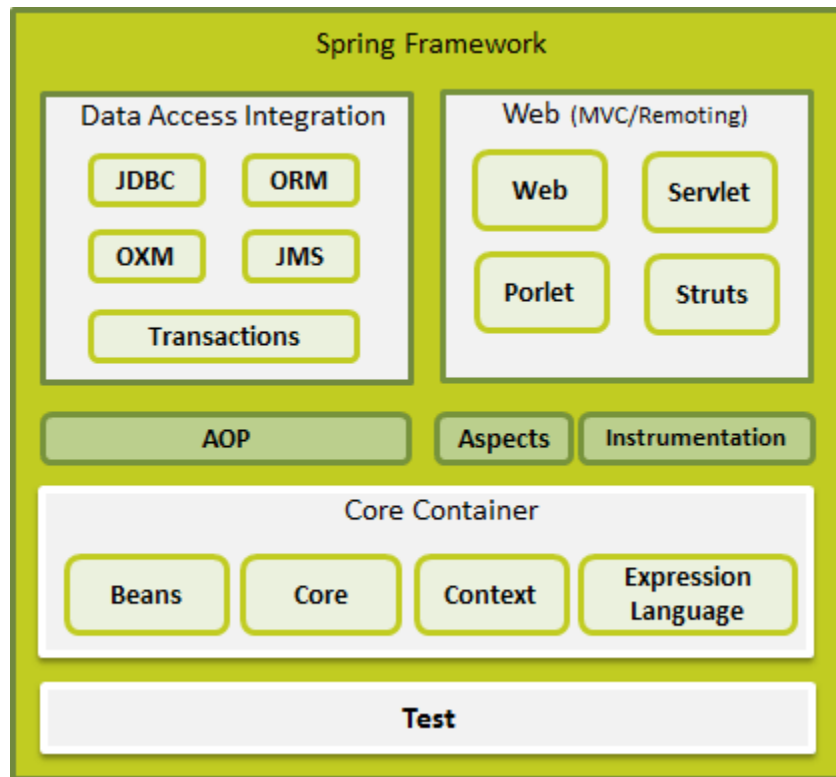 Spring Framework
Data Access Integration
JDBC
ORM
OXM
JMS
Transactions
Web (MVC/Remoting)
Web
Servlet
Porlet
Struts
AOP
Aspects
Instrumentation
Core Container
Beans
Core
Context
Expression
Language
Test